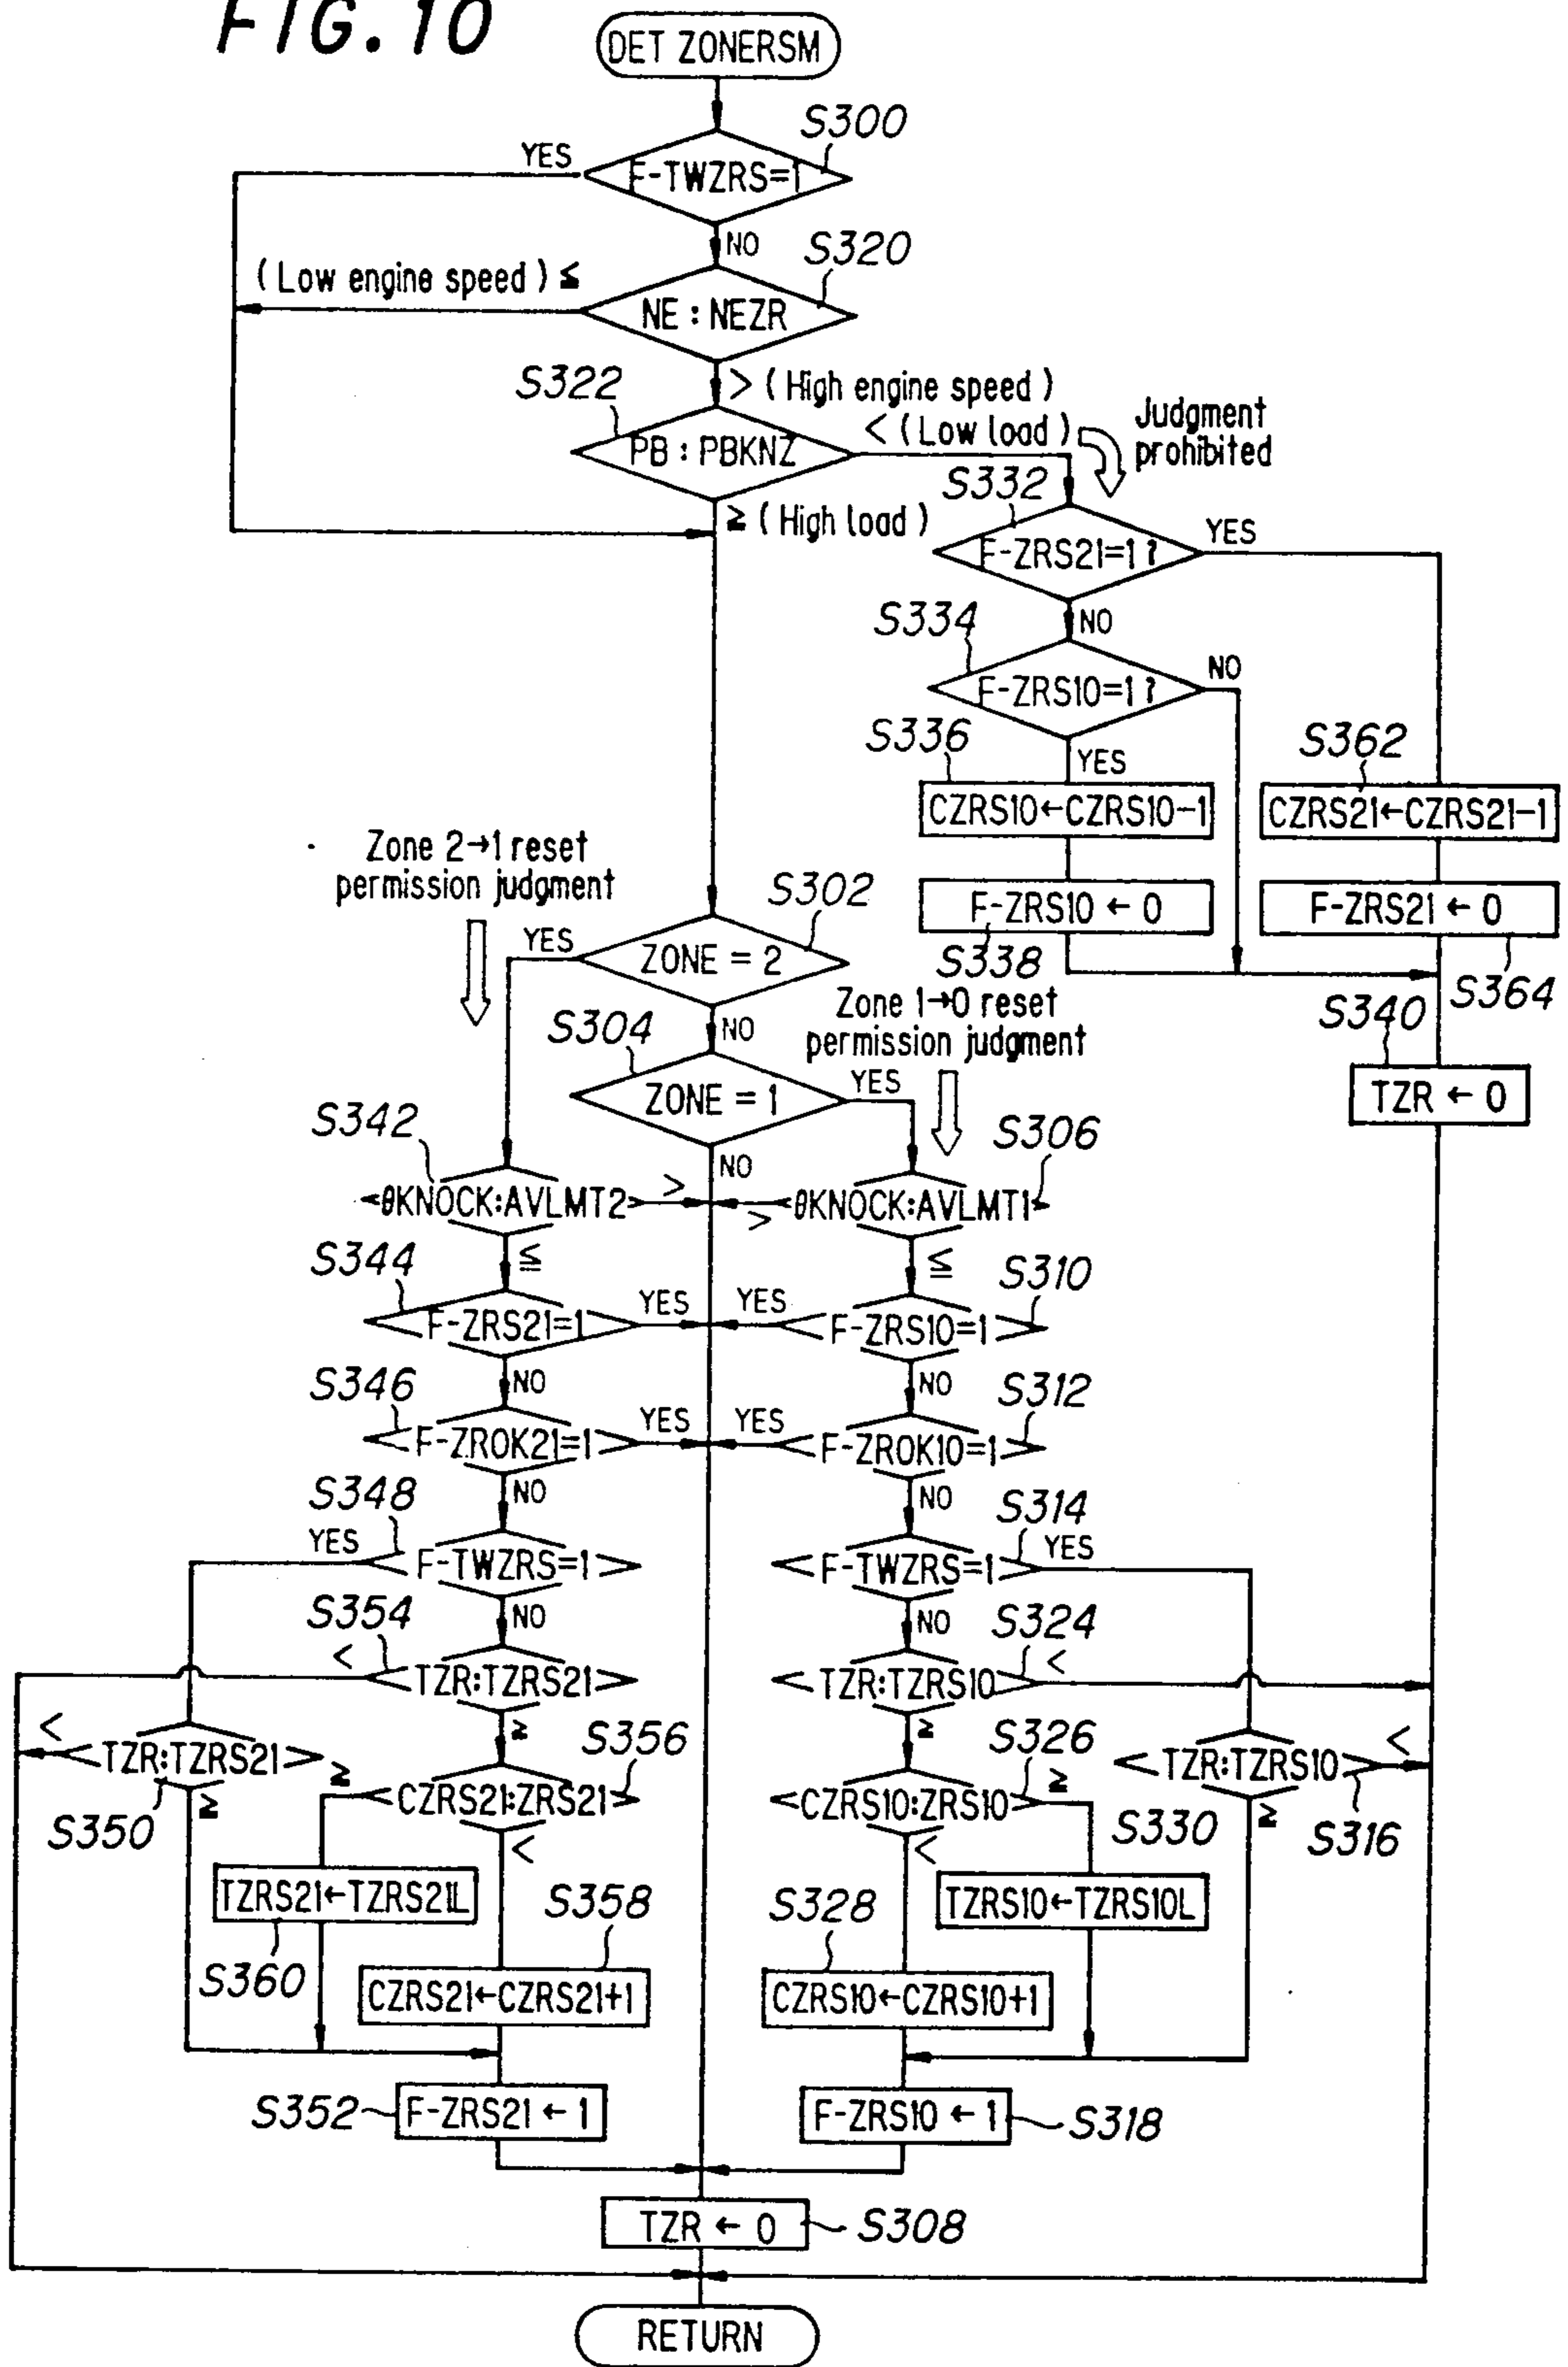 FIG. 10
DET ZONERSM
S300
YES
F-TWZRS=1
NO
S320
(Low engine speed) ≦
NE : NEZR
S322
> (High engine speed)
< (Low load)
Judgment
prohibited
PB : PBKNZ
S332
≧ (High load)
F-ZRS21=1?
YES
S334
NO
F-ZRS10=1?
NO
S336
YES
S362
CZRS10←CZRS10-1
CZRS21←CZRS21-1
Zone 2→1 reset
permission judgment
S302
F-ZRS10 ← 0
F-ZRS21 ← 0
YES
ZONE = 2
S338
S364
Zone 1→0 reset
permission judgment
S340
S304
NO
ZONE = 1
YES
TZR ← 0
S342
S306
NO
θKNOCK:AVLMT2
>
>
θKNOCK:AVLMT1
S344
≦
≦
S310
F-ZRS21=1
YES
YES
F-ZRS10=1
S346
NO
NO
S312
F-ZROK21=1
YES
YES
F-ZROK10=1
S348
NO
NO
S314
YES
F-TWZRS=1
F-TWZRS=1
YES
S354
NO
NO
S324
<
TZR:TZRS21
TZR:TZRS10
<
<
TZR:TZRS21
≧
≧
S356
≧
S326
≧
TZR:TZRS10
<
S350
≧
CZRS21:ZRS21
CZRS10:ZRS10
S330
≧
S316
<
<
TZRS21←TZRS21L
S358
S328
TZRS10←TZRS10L
S360
CZRS21←CZRS21+1
CZRS10←CZRS10+1
S352
F-ZRS21 ← 1
F-ZRS10 ← 1
S318
TZR ← 0
S308
RETURN